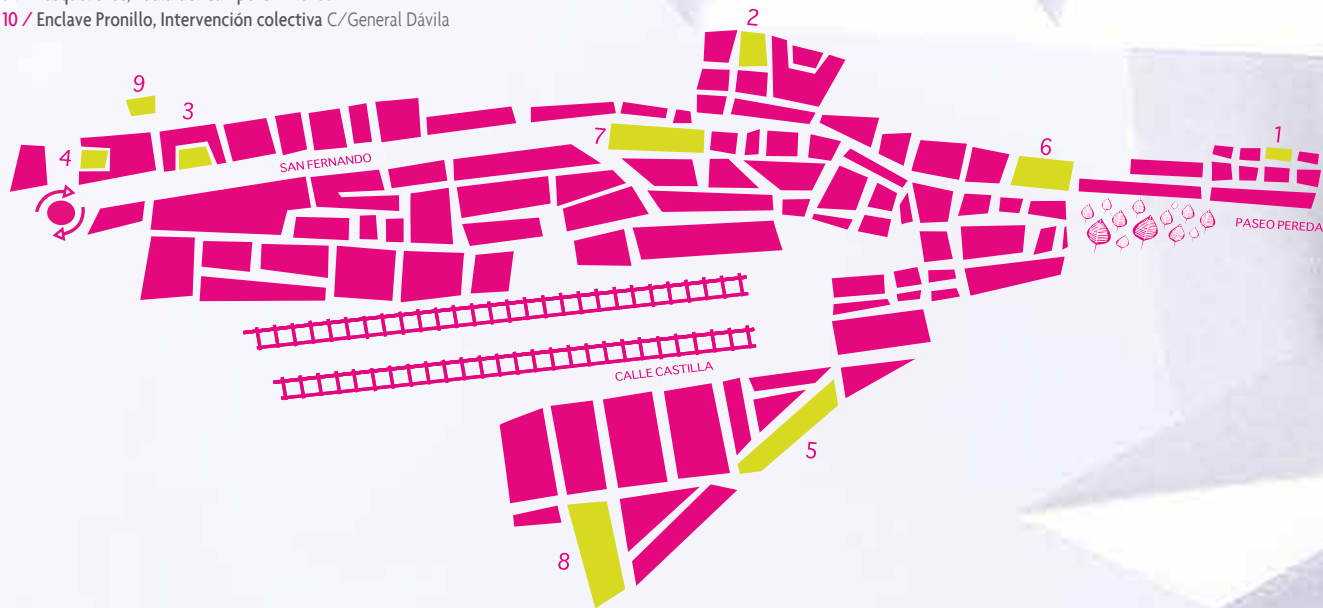 10 / Enclave Pronillo, Intervención colectiva C/General Dávila
2
9
3
1
7
6
4
SAN FERNANDO
PASEO PEREDA
CALLE CASTILLA
5
8